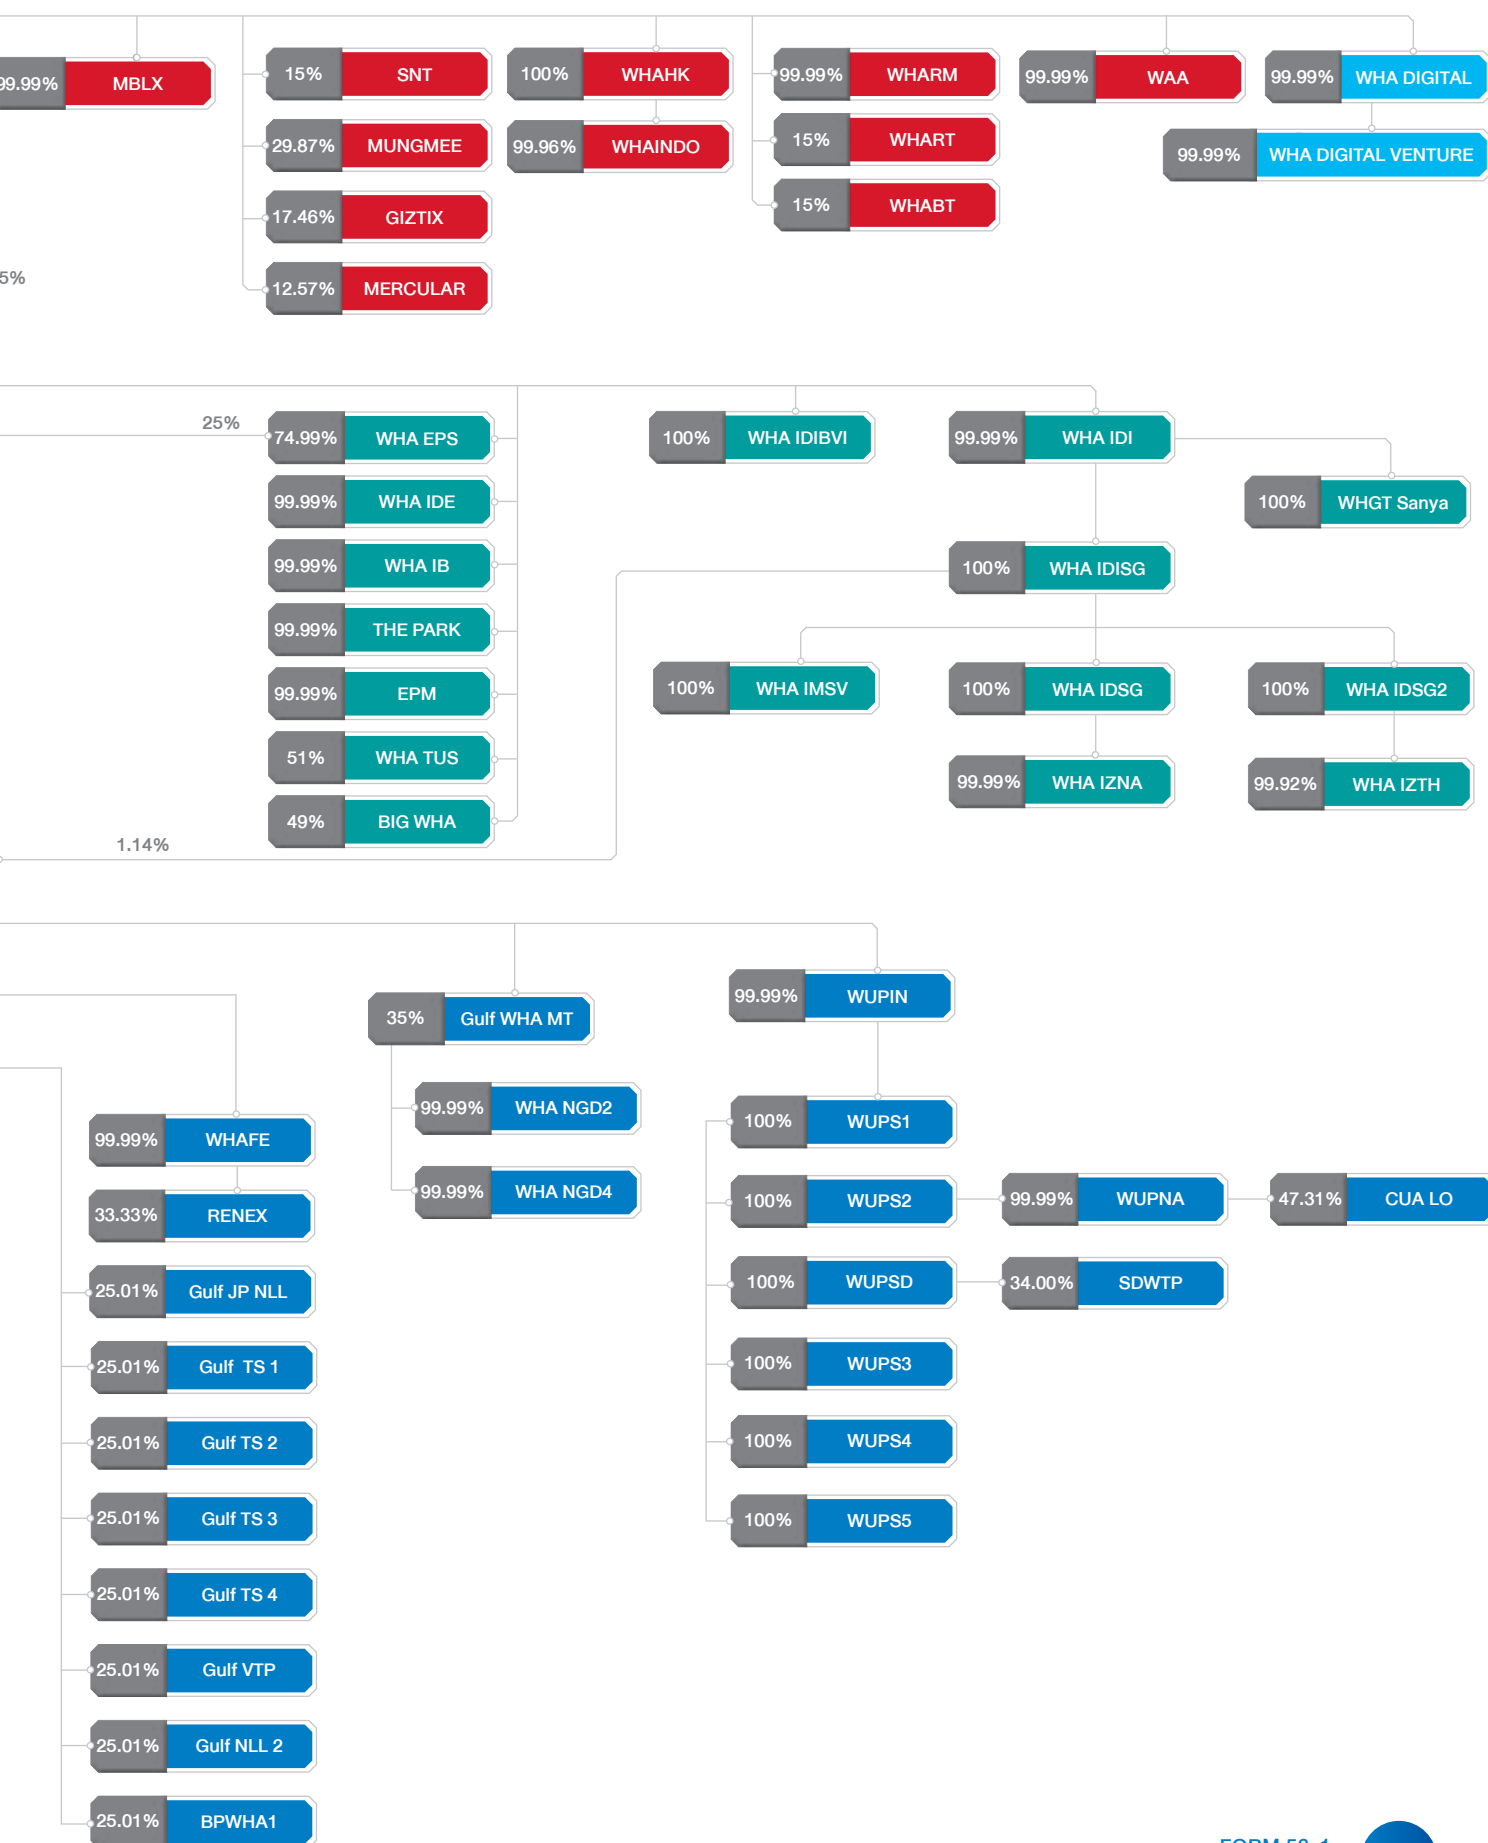 99.99% MBLX
15% SNT
100% WHAHK
99.99% WHARM
99.99% WAA
99.99% WHA DIGITAL
29.87% MUNGMEE
99.96% WHAINDO
15% WHART
99.99% WHA DIGITAL VENTURE
17.46% GIZTIX
15% WHABT
5%
12.57% MERCULAR
25%
74.99% WHA EPS
100% WHA IDIBVI
99.99% WHA IDI
99.99% WHA IDE
100% WHGT Sanya
99.99% WHA IB
100% WHA IDISG
99.99% THE PARK
99.99% EPM
100% WHA IMSV
100% WHA IDSG
100% WHA IDSG2
51% WHA TUS
99.99% WHA IZNA
99.92% WHA IZTH
49% BIG WHA
1.14%
35% Gulf WHA MT
99.99% WUPIN
99.99% WHA NGD2
99.99% WHAFE
100% WUPS1
99.99% WHA NGD4
33.33% RENEX
100% WUPS2
99.99% WUPNA
47.31% CUA LO
25.01% Gulf JP NLL
100% WUPSD
34.00% SDWTP
25.01% Gulf TS 1
100% WUPS3
25.01% Gulf TS 2
100% WUPS4
25.01% Gulf TS 3
100% WUPS5
25.01% Gulf TS 4
25.01% Gulf VTP
25.01% Gulf NLL 2
25.01% BPWHA1